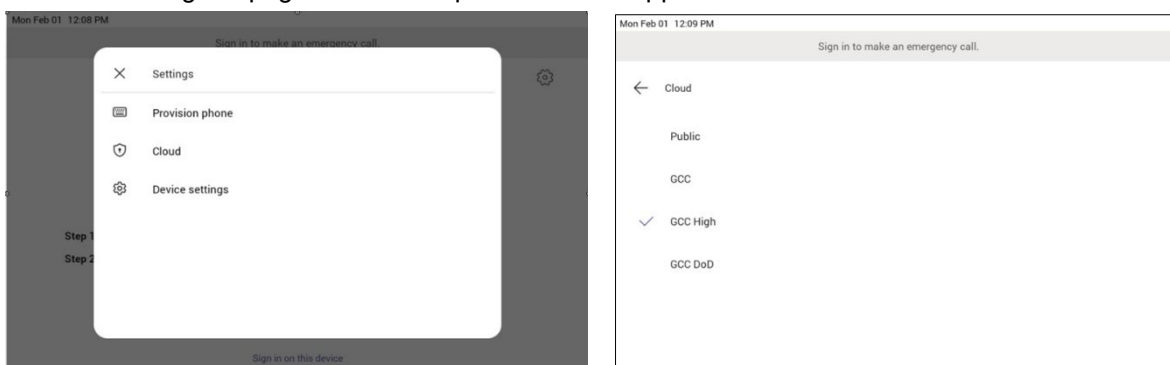 Mon Feb 01 12:08 PM
Sign in to make an emergency call.
Settings
Provision phone
Cloud
Device settings
Step 1
Step 2
Sign in on this device
Mon Feb 01 12:09 PM
Sign in to make an emergency call.
Cloud
Public
GCC
GCC High
GCC DoD